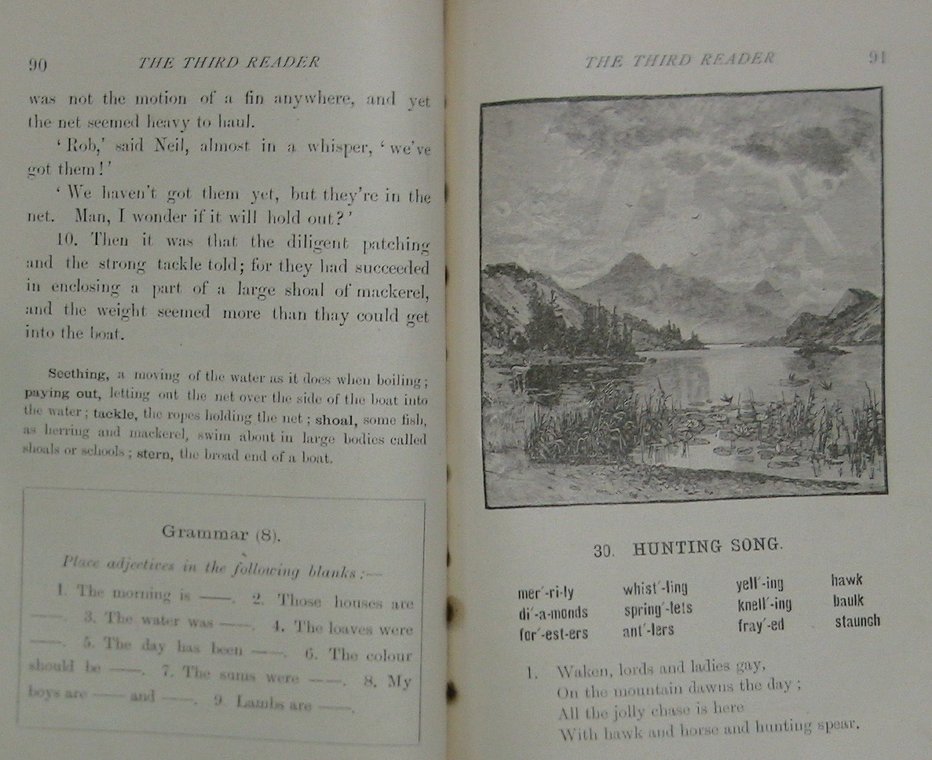 90 THE THIRD READER
was not the motion of a fin anywhere, and yet
the net seemed heavy to haul.
‘ Rob,’ said Neil, almost in a whisper, ‘ we’ve
got them !’
‘ We haven’t got them yet, but they’re in the
net. Man, I wonder if it will hold out?’
10. Then it was that the diligent patching
and the strong tackle told; for they had succeeded
in enclosing a part of a large shoal of mackerel,
and the weight seemed more than thay could get
into the boat.
Seething, a moving of the water as it does when boiling;
paying out, letting out the net over the side of the boat into
the water; tackle, the ropes holding the net; shoal, some fish,
as herring and mackerel, swim about in large bodies called
shoals or schools; stern, the broad end of a boat.
Grammar (8).
Place adjectives in the following blanks:—
1. The morning is ——. 2. Those houses are
——. 3. The water was ——. 4. The loaves were
——. 5. The day has been ——. 6. The colour
should be ——. 7. The sums were ——. 8. My
boys are —— and ——. 9. Lambs are ——.
THE THIRD READER 91
30. HUNTING SONG.
mer′-ri-ly whist′-ling yell′-ing hawk
di′-a-monds spring′-lets knell′-ing baulk
for′-est-ers ant′-lers fray′-ed staunch
1. Waken, lords and ladies gay,
On the mountain dawns the day;
All the jolly chase is here
With hawk and horse and hunting spear.